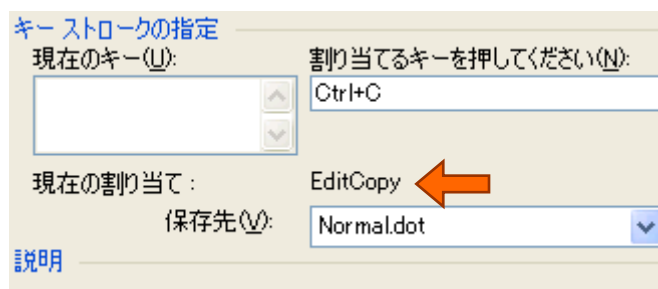 キー ストロークの指定
現在のキー(U): 割り当てるキーを押してください(N):
Ctrl+C
現在の割り当て: EditCopy
保存先(V): Normal.dot
説明